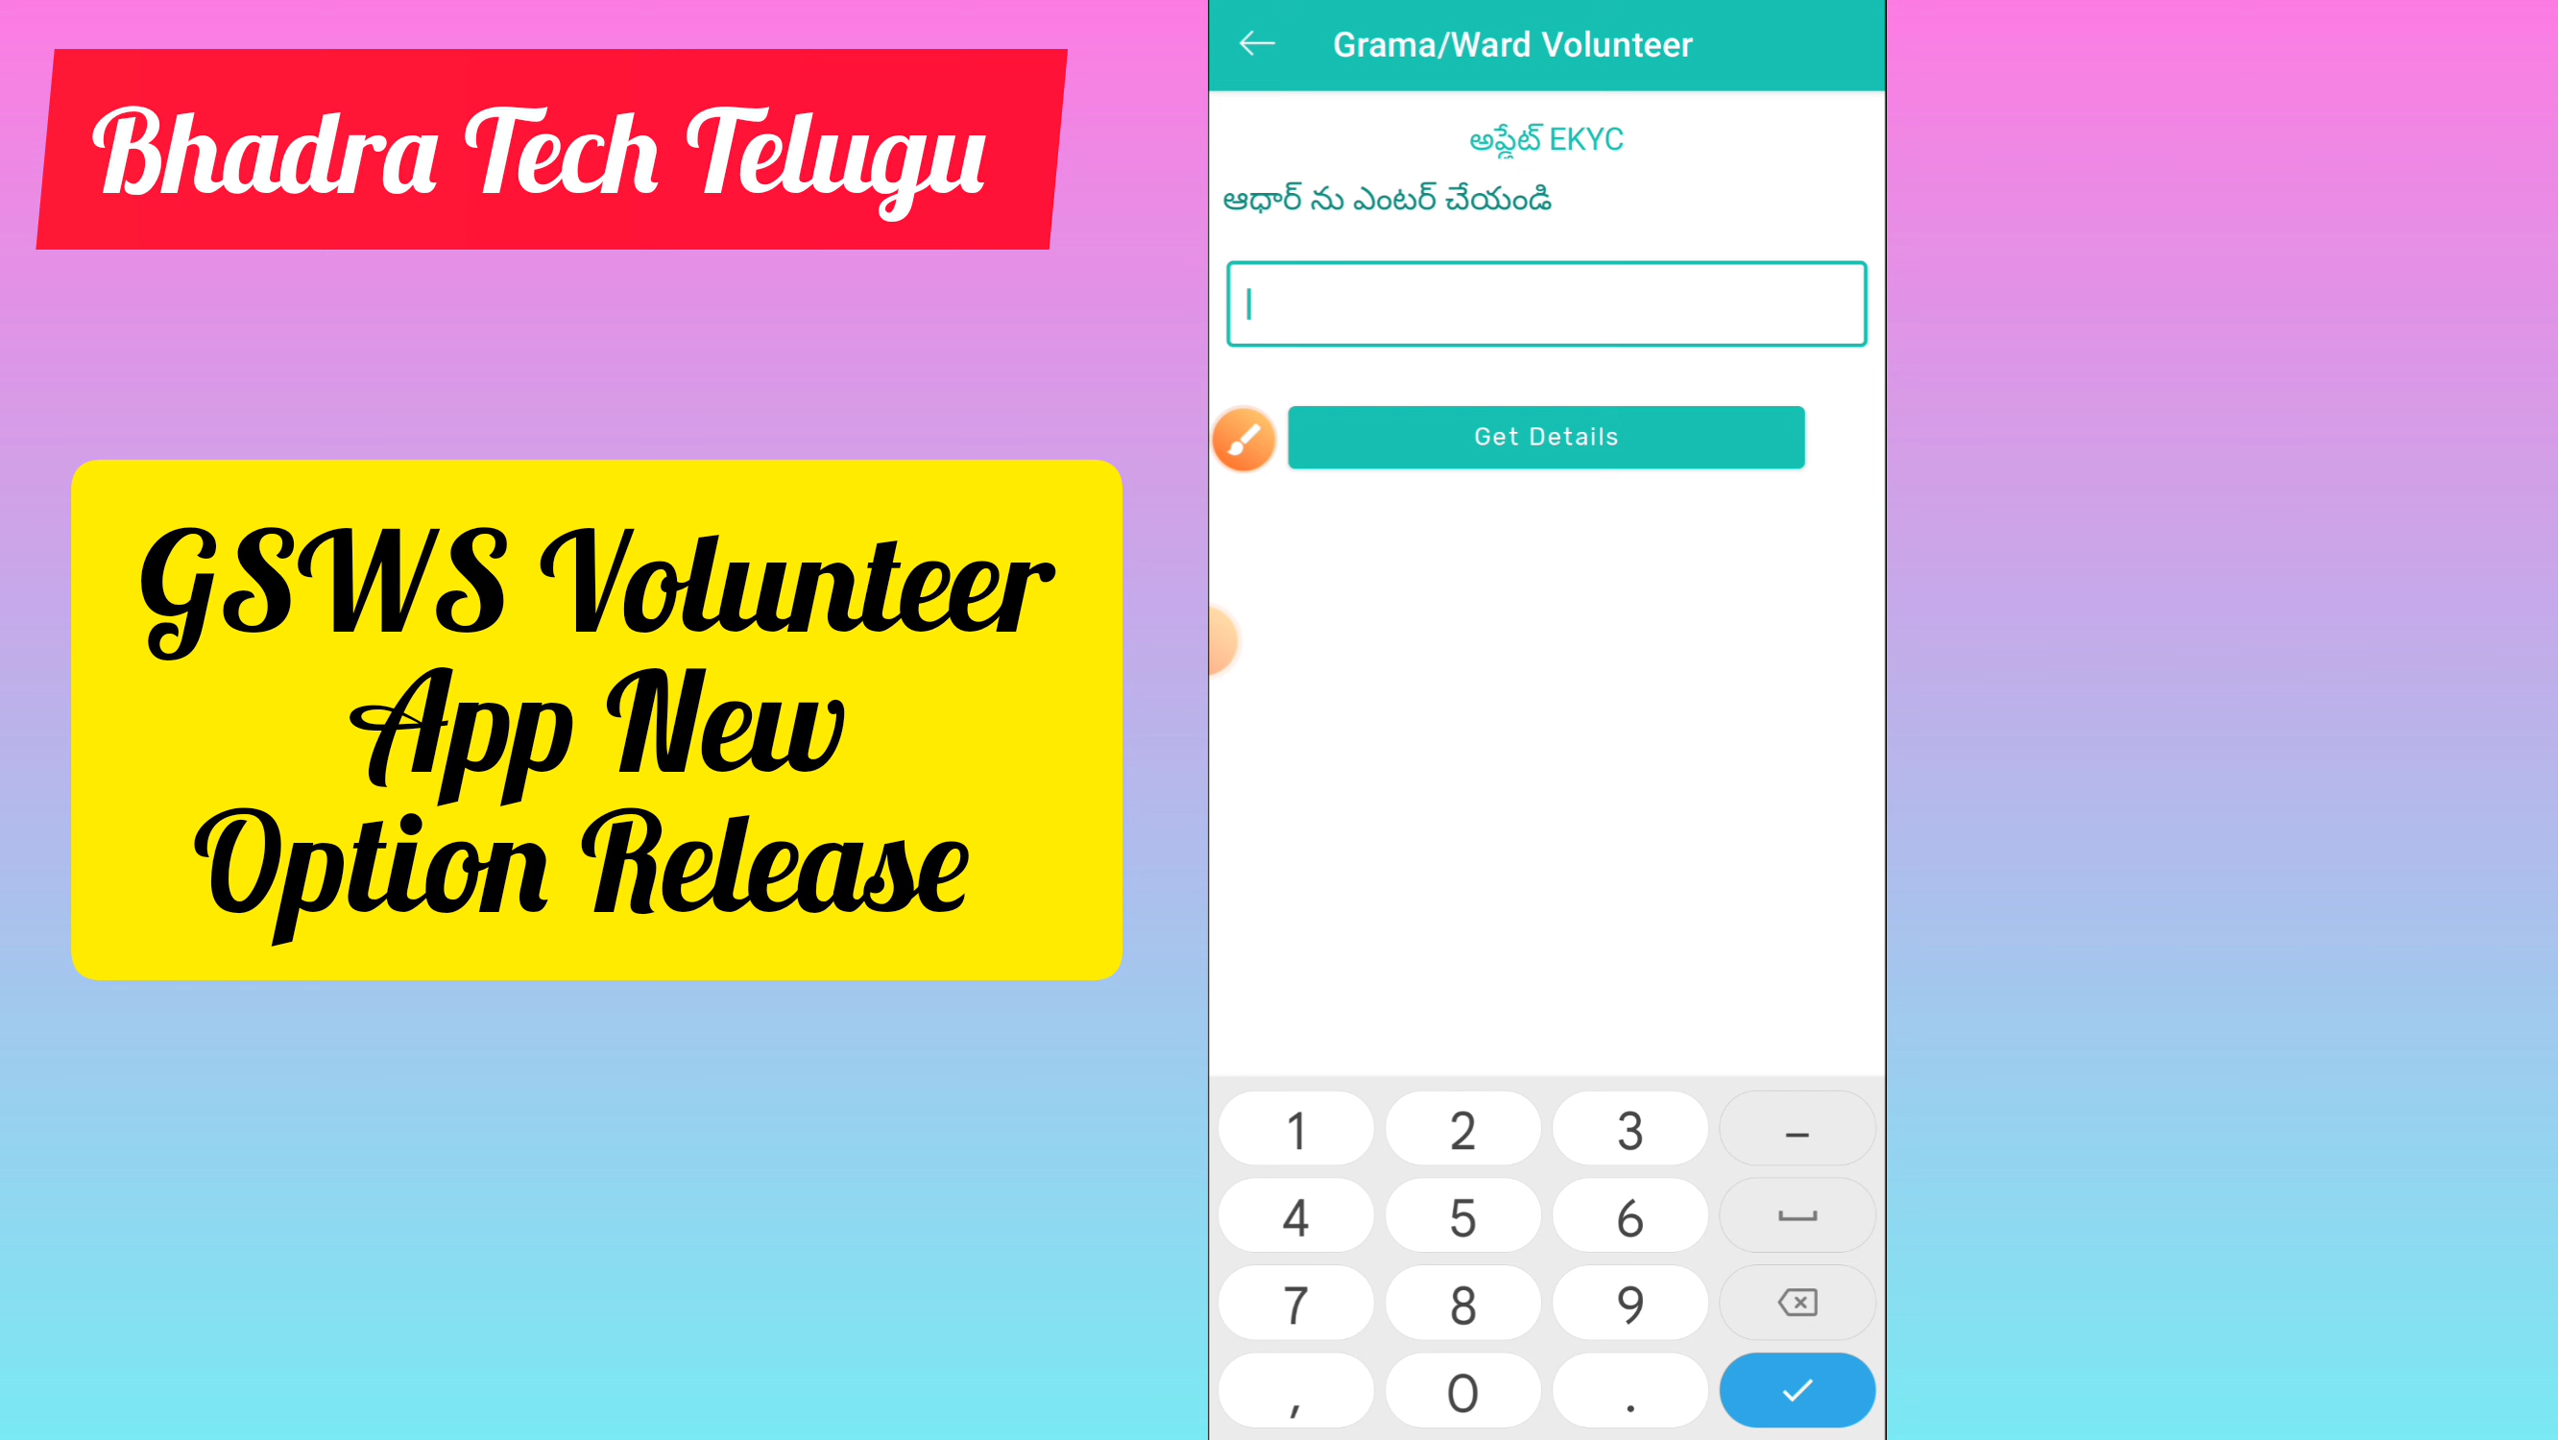 Bhadra Tech Telugu
GSWS Volunteer
App New
Option Release
Grama/Ward Volunteer
అప్డేట్ EKYC
ఆధార్ ను ఎంటర్ చేయండి
Get Details
1 2 3 –
4 5 6
7 8 9
, 0 .